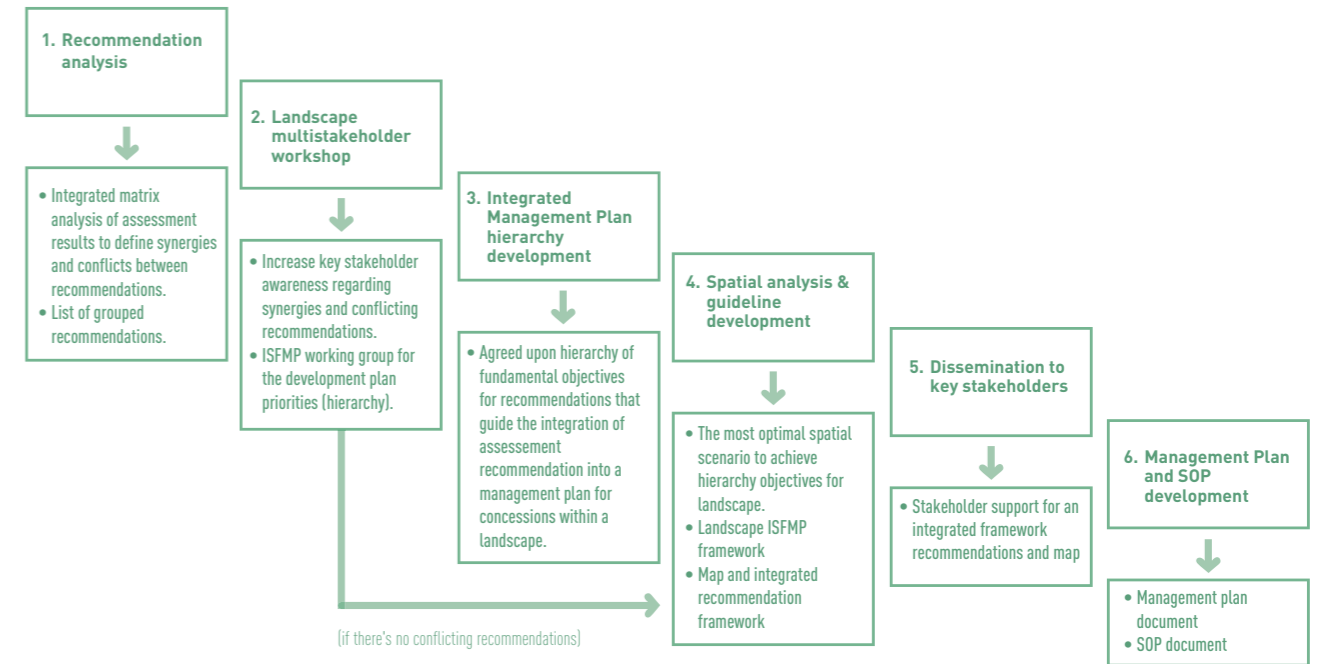 1. Recommendation
analysis
• Integrated matrix
analysis of assessment
results to define synergies
and conflicts between
recommendations.
• List of grouped
recommendations.
2. Landscape
multistakeholder
workshop
• Increase key stakeholder
awareness regarding
synergies and conflicting
recommendations.
• ISFMP working group for
the development plan
priorities (hierarchy).
(if there's no conflicting recommendations)
3. Integrated
Management Plan
hierarchy
development
• Agreed upon hierarchy of
fundamental objectives
for recommendations that
guide the integration of
assessement
recommendation into a
management plan for
concessions within a
landscape.
4. Spatial analysis &
guideline
development
• The most optimal spatial
scenario to achieve
hierarchy objectives for
landscape.
• Landscape ISFMP
framework
• Map and integrated
recommendation
framework
5. Dissemination to
key stakeholders
• Stakeholder support for an
integrated framework
recommendations and map
6. Management Plan
and SOP
development
• Management plan
document
• SOP document